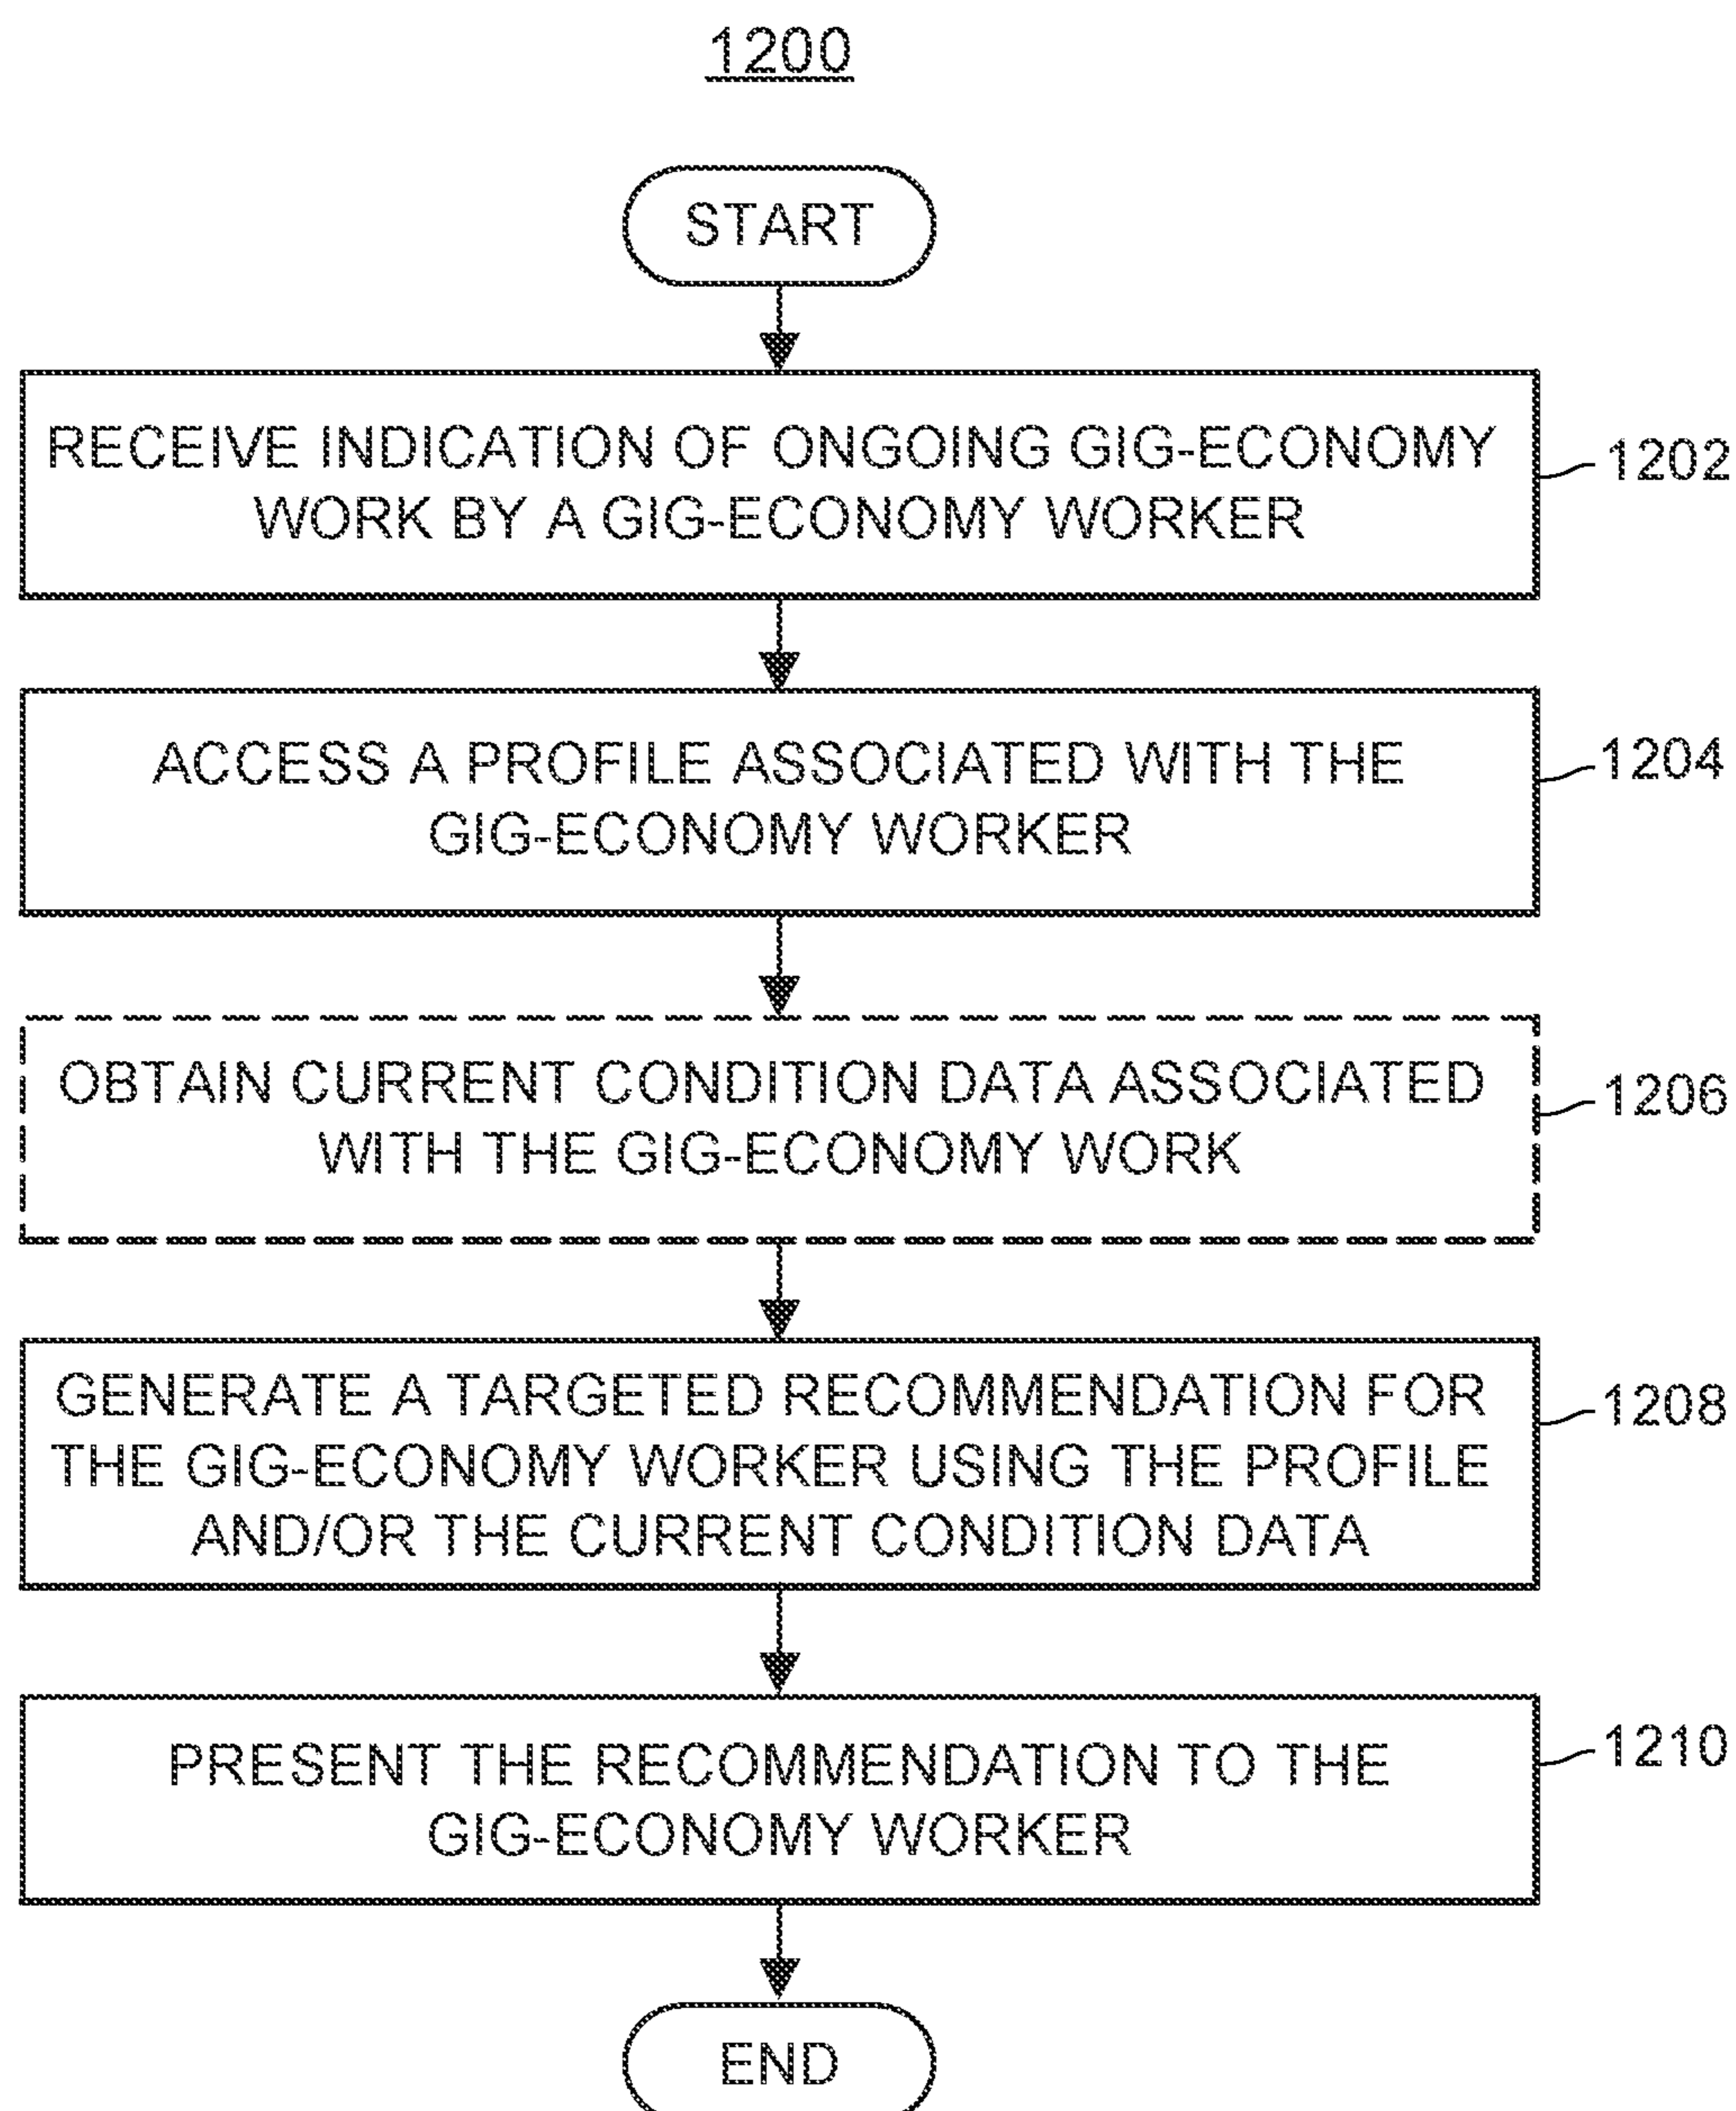 1200
START
RECEIVE INDICATION OF ONGOING GIG-ECONOMY
WORK BY A GIG-ECONOMY WORKER
1202
ACCESS A PROFILE ASSOCIATED WITH THE
GIG-ECONOMY WORKER
1204
OBTAIN CURRENT CONDITION DATA ASSOCIATED
WITH THE GIG-ECONOMY WORK
1206
GENERATE A TARGETED RECOMMENDATION FOR
THE GIG-ECONOMY WORKER USING THE PROFILE
AND/OR THE CURRENT CONDITION DATA
1208
PRESENT THE RECOMMENDATION TO THE
GIG-ECONOMY WORKER
1210
END